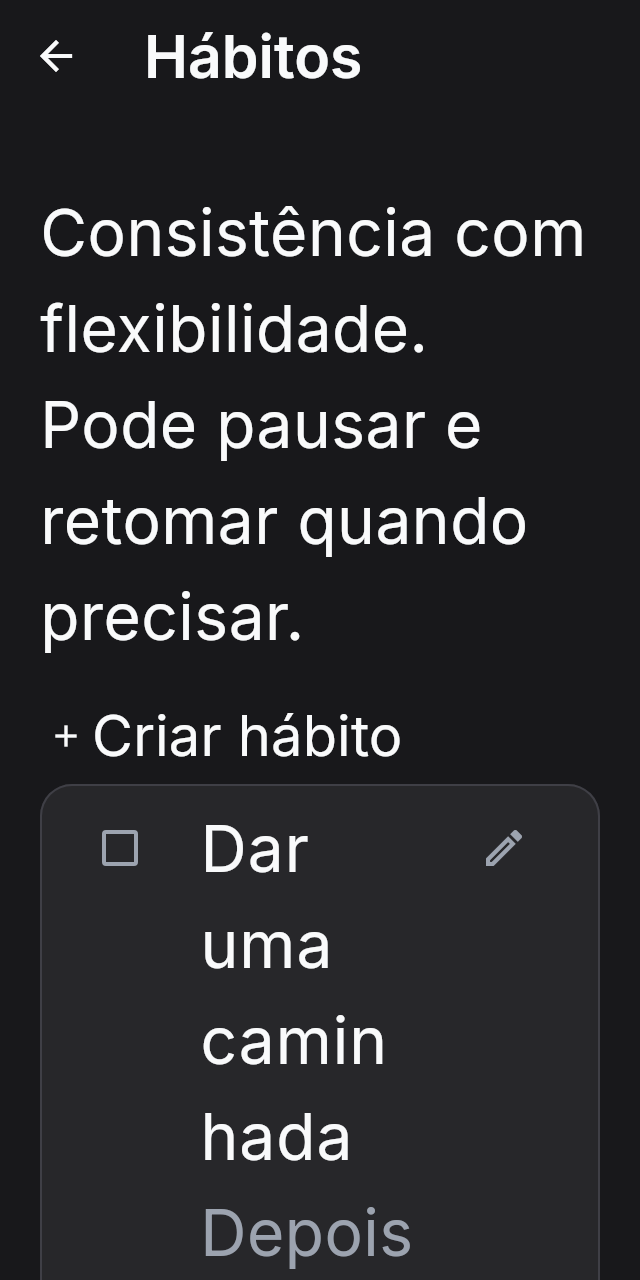 Hábitos
Consistência com
flexibilidade.
Pode pausar e
retomar quando
precisar.
+ Criar hábito
Dar
uma
camin
hada
Depois